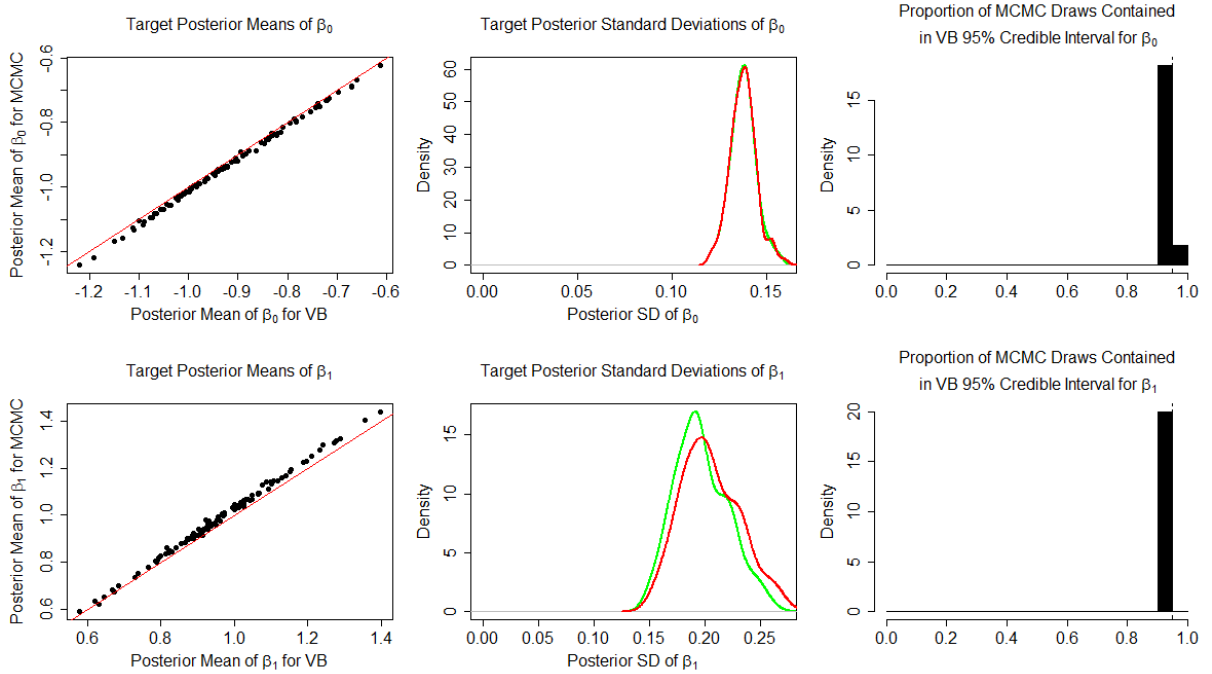 Target Posterior Means of β0
Posterior Mean of β0 for MCMC
-0.6
-0.8
-1.0
-1.2
-1.2 -1.1 -1.0 -0.9 -0.8 -0.7 -0.6
Posterior Mean of β0 for VB
Target Posterior Standard Deviations of β0
Density
60
50
40
30
20
10
0
0.00 0.05 0.10 0.15
Posterior SD of β0
Proportion of MCMC Draws Contained
in VB 95% Credible Interval for β0
Density
15
10
5
0
0.0 0.2 0.4 0.6 0.8 1.0
Target Posterior Means of β1
Posterior Mean of β1 for MCMC
1.4
1.2
1.0
0.8
0.6
0.6 0.8 1.0 1.2 1.4
Posterior Mean of β1 for VB
Target Posterior Standard Deviations of β1
Density
15
10
5
0
0.00 0.05 0.10 0.15 0.20 0.25
Posterior SD of β1
Proportion of MCMC Draws Contained
in VB 95% Credible Interval for β1
Density
20
15
10
5
0
0.0 0.2 0.4 0.6 0.8 1.0